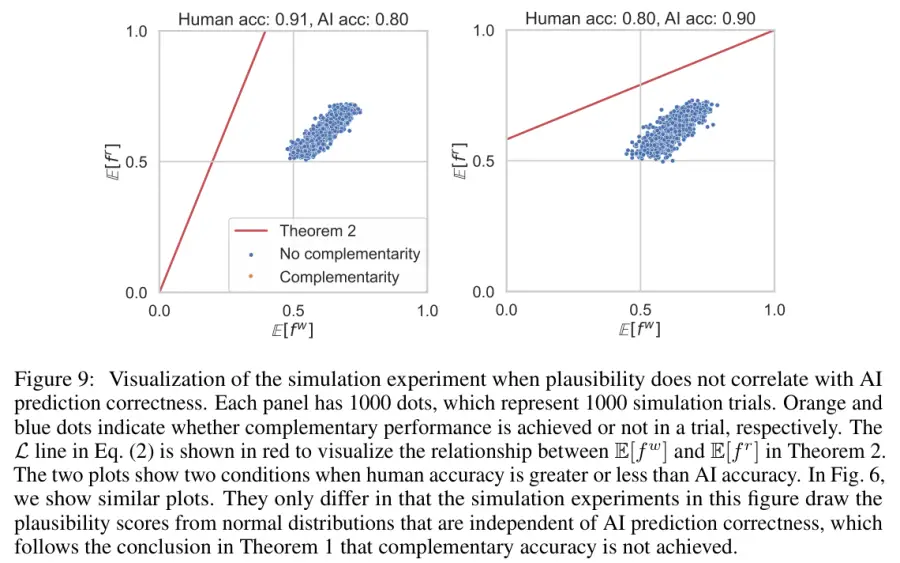 Human acc: 0.91, AI acc: 0.80
1.0
0.5
0.0
𝔼[fʳ]
0.0
0.5
1.0
𝔼[fʷ]
Theorem 2
No complementarity
Complementarity
Human acc: 0.80, AI acc: 0.90
1.0
0.5
0.0
𝔼[fʳ]
0.0
0.5
1.0
𝔼[fʷ]
Figure 9: Visualization of the simulation experiment when plausibility does not correlate with AI
prediction correctness. Each panel has 1000 dots, which represent 1000 simulation trials. Orange and
blue dots indicate whether complementary performance is achieved or not in a trial, respectively. The
ℒ line in Eq. (2) is shown in red to visualize the relationship between 𝔼[fʷ] and 𝔼[fʳ] in Theorem 2.
The two plots show two conditions when human accuracy is greater or less than AI accuracy. In Fig. 6,
we show similar plots. They only differ in that the simulation experiments in this figure draw the
plausibility scores from normal distributions that are independent of AI prediction correctness, which
follows the conclusion in Theorem 1 that complementary accuracy is not achieved.